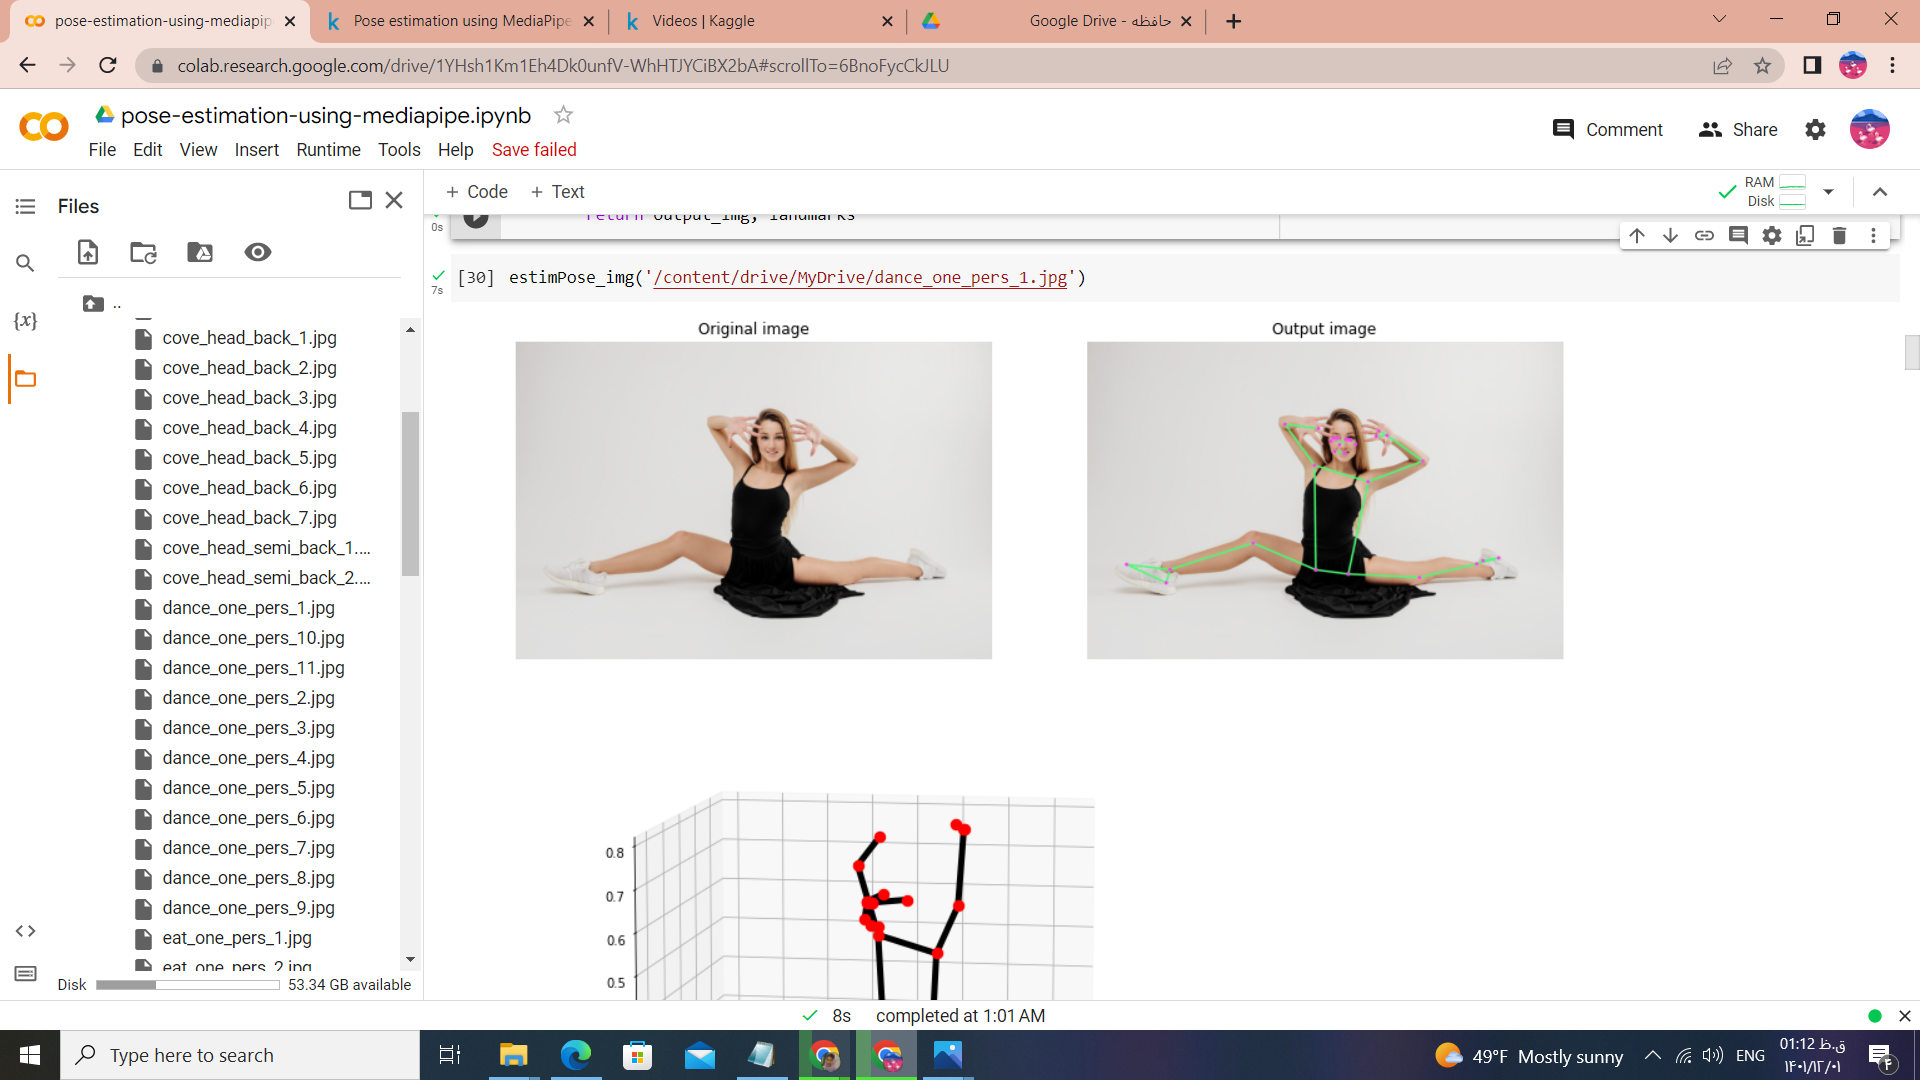 pose-estimation-using-mediapip
Pose estimation using MediaPipe
Videos | Kaggle
Google Drive - حافظه
colab.research.google.com/drive/1YHsh1Km1Eh4Dk0unfV-WhHTJYCiBX2bA#scrollTo=6BnoFycCkJLU
pose-estimation-using-mediapipe.ipynb
File Edit View Insert Runtime Tools Help Save failed
Comment
Share
Files
+ Code + Text
RAM
Disk
..
cove_head_back_1.jpg
cove_head_back_2.jpg
cove_head_back_3.jpg
cove_head_back_4.jpg
cove_head_back_5.jpg
cove_head_back_6.jpg
cove_head_back_7.jpg
cove_head_semi_back_1....
cove_head_semi_back_2....
dance_one_pers_1.jpg
dance_one_pers_10.jpg
dance_one_pers_11.jpg
dance_one_pers_2.jpg
dance_one_pers_3.jpg
dance_one_pers_4.jpg
dance_one_pers_5.jpg
dance_one_pers_6.jpg
dance_one_pers_7.jpg
dance_one_pers_8.jpg
dance_one_pers_9.jpg
eat_one_pers_1.jpg
eat_one_pers_2.jpg
Disk 53.34 GB available
{x}
0s
return output_img, landmarks
7s
[30] estimPose_img('/content/drive/MyDrive/dance_one_pers_1.jpg')
Original image
Output image
0.8
0.7
0.6
0.5
8s completed at 1:01 AM
Type here to search
49°F Mostly sunny
ENG
01:12 ق.ظ
۱۴۰۱/۱۲/۰۱
۴